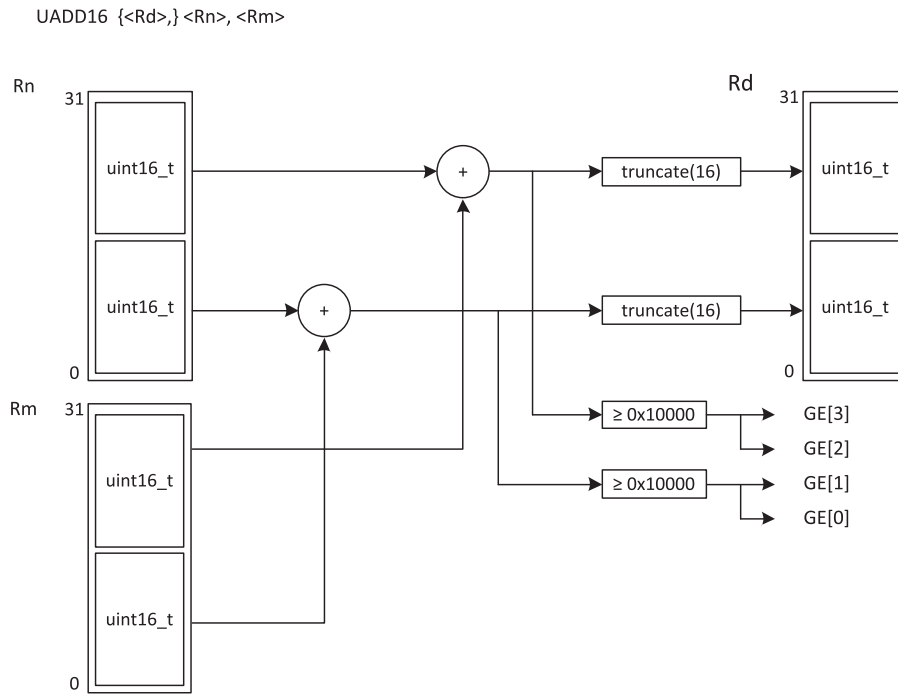 UADD16 {<Rd>,} <Rn>, <Rm>
Rn
31
uint16_t
uint16_t
0
Rm
31
uint16_t
uint16_t
0
+
+
truncate(16)
truncate(16)
≥ 0x10000
≥ 0x10000
Rd
31
uint16_t
uint16_t
0
GE[3]
GE[2]
GE[1]
GE[0]